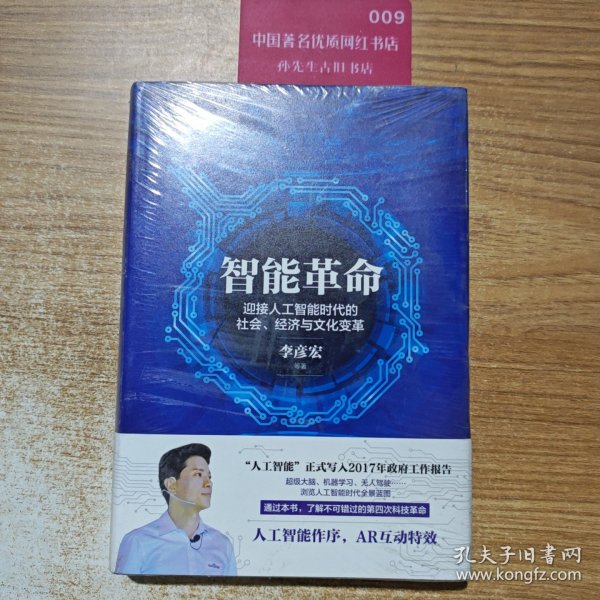 009
中国著名优质网红书店
孙先生古旧书店
智能革命
迎接人工智能时代的
社会、经济与文化变革
李彦宏
等著
“人工智能”正式写入2017年政府工作报告
超级大脑、机器学习、无人驾驶……
浏览人工智能时代全景蓝图
通过本书，了解不可错过的第四次科技革命
人工智能作序，AR互动特效
孔夫子旧书网
www.kongfz.com